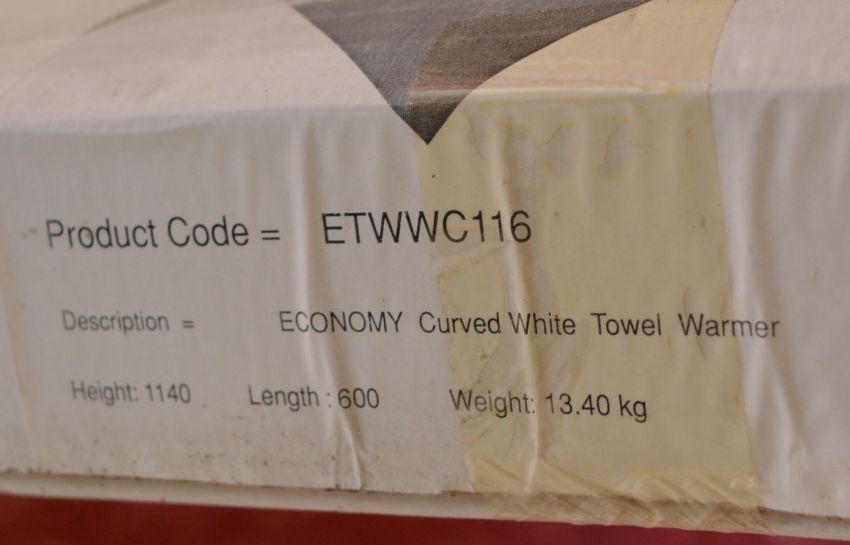 Product Code = ETWWC116
Description = ECONOMY Curved White Towel Warmer
Height: 1140 Length : 600 Weight: 13.40 kg